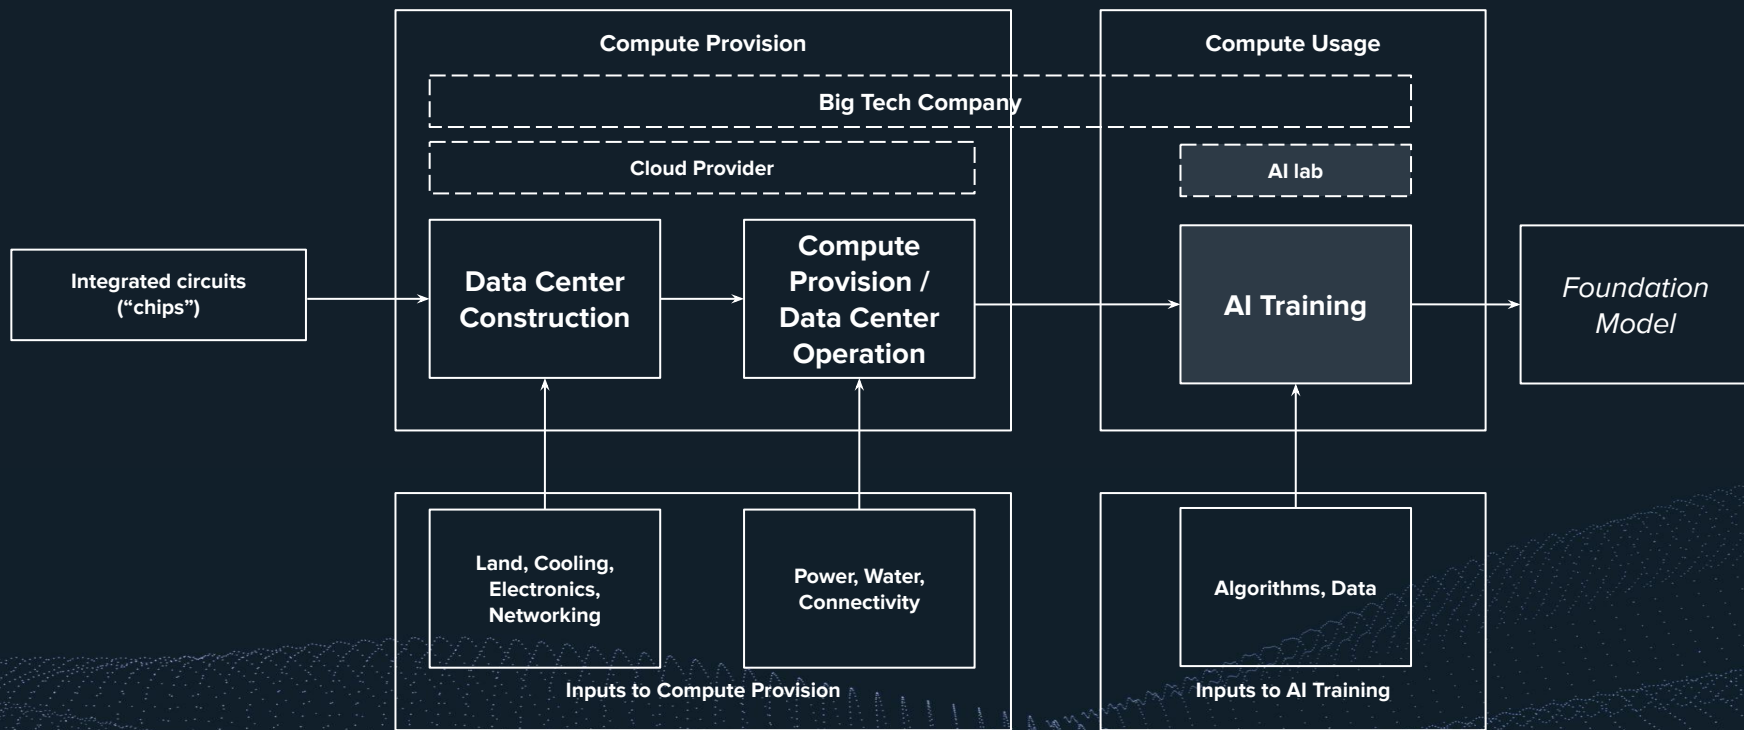 Compute Provision
Compute Usage
Big Tech Company
Cloud Provider
AI lab
Integrated circuits
(“chips”)
Data Center
Construction
Compute
Provision /
Data Center
Operation
AI Training
Foundation
Model
Land, Cooling,
Electronics,
Networking
Power, Water,
Connectivity
Algorithms, Data
Inputs to Compute Provision
Inputs to AI Training